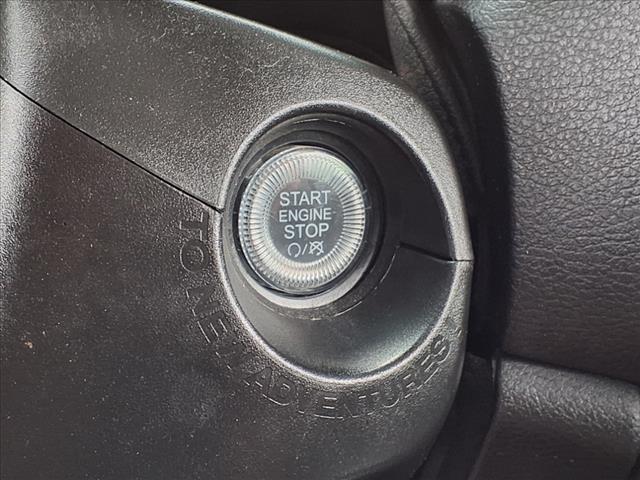 START
ENGINE
STOP
TO NEW ADVENTURES